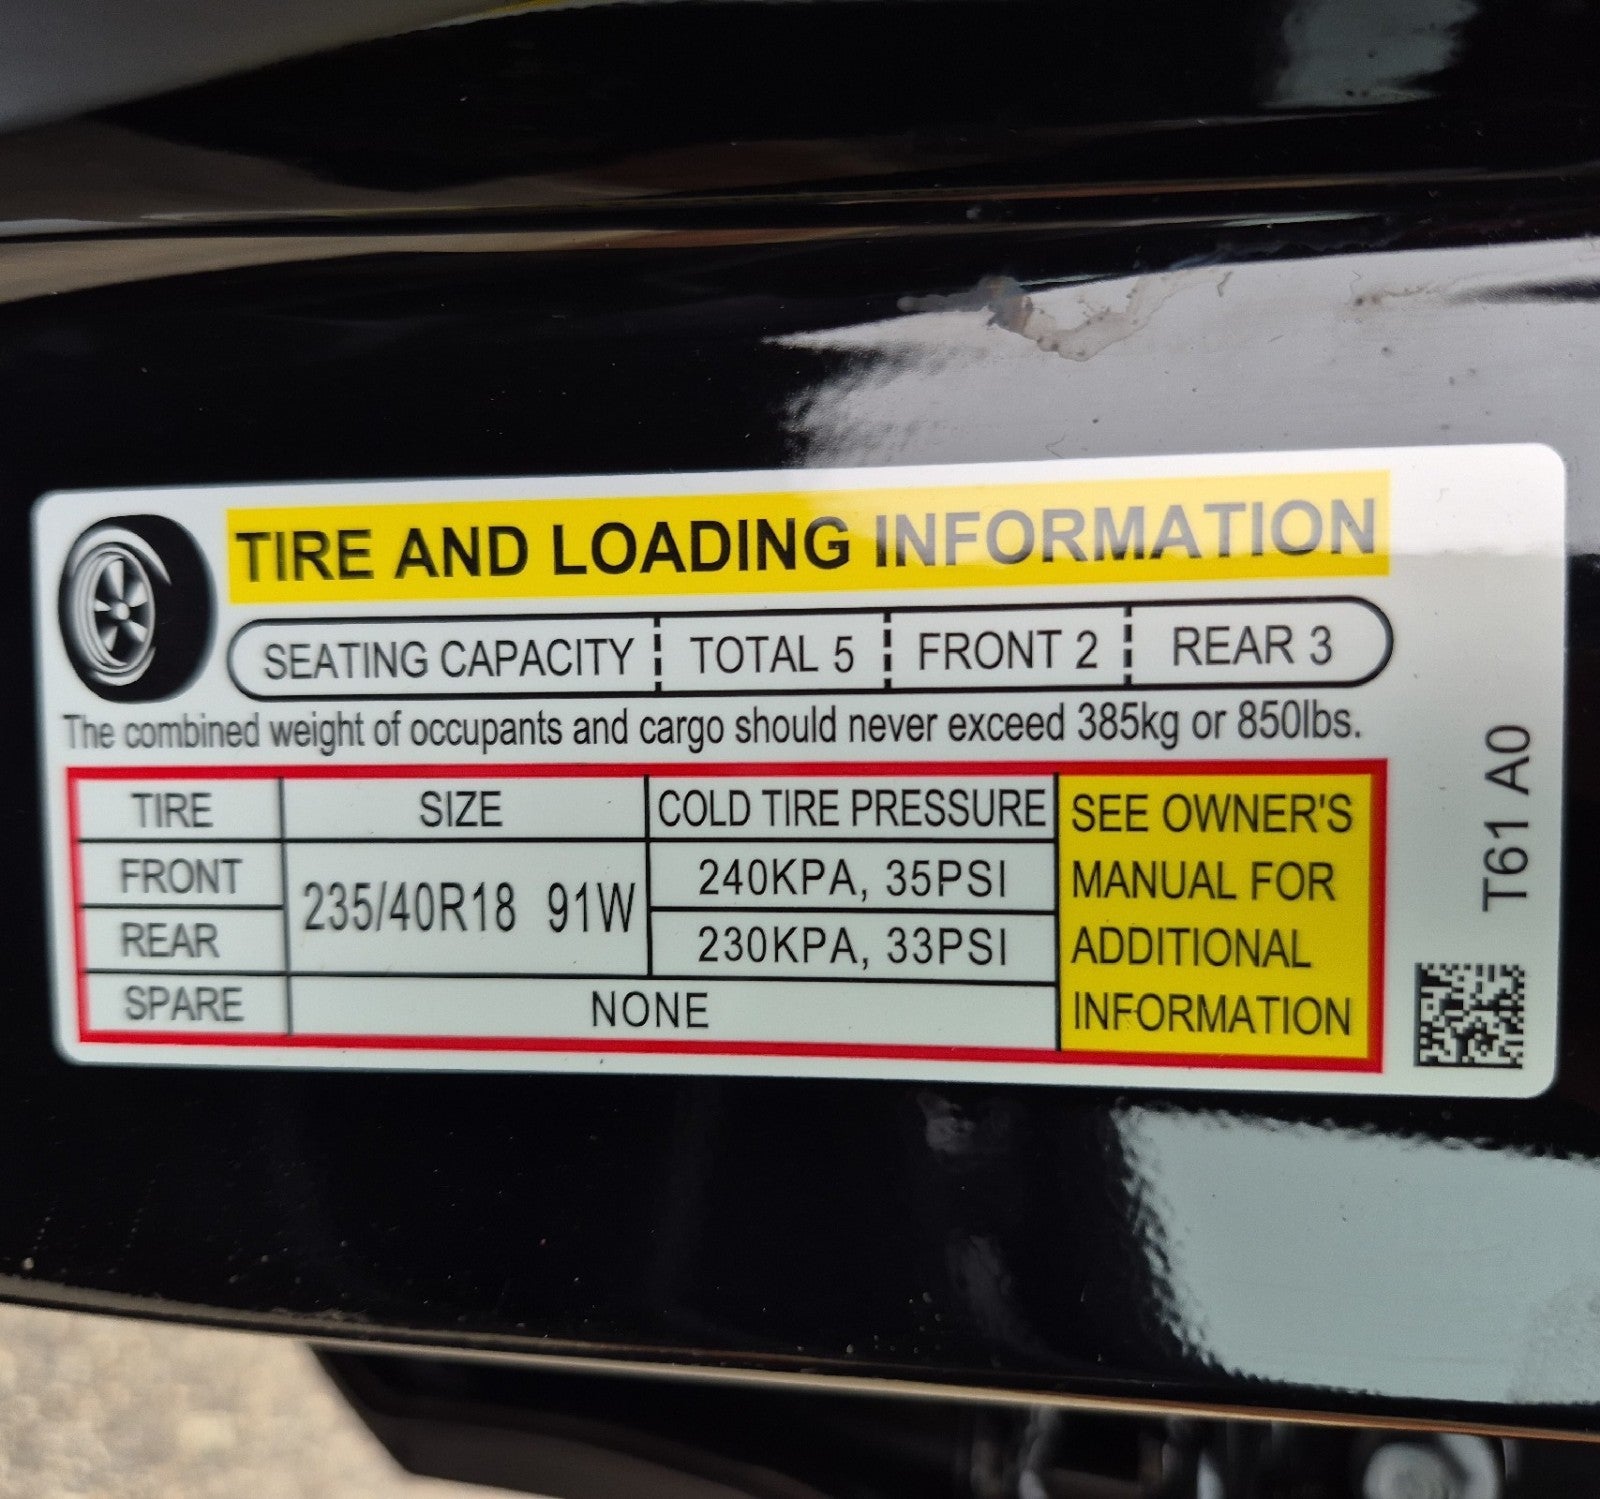 TIRE AND LOADING INFORMATION
SEATING CAPACITY TOTAL 5 FRONT 2 REAR 3
The combined weight of occupants and cargo should never exceed 385kg or 850lbs.
TIRE SIZE COLD TIRE PRESSURE
FRONT 235/40R18 91W 240KPA, 35PSI
REAR 230KPA, 33PSI
SPARE NONE
SEE OWNER'S
MANUAL FOR
ADDITIONAL
INFORMATION
T61 A0